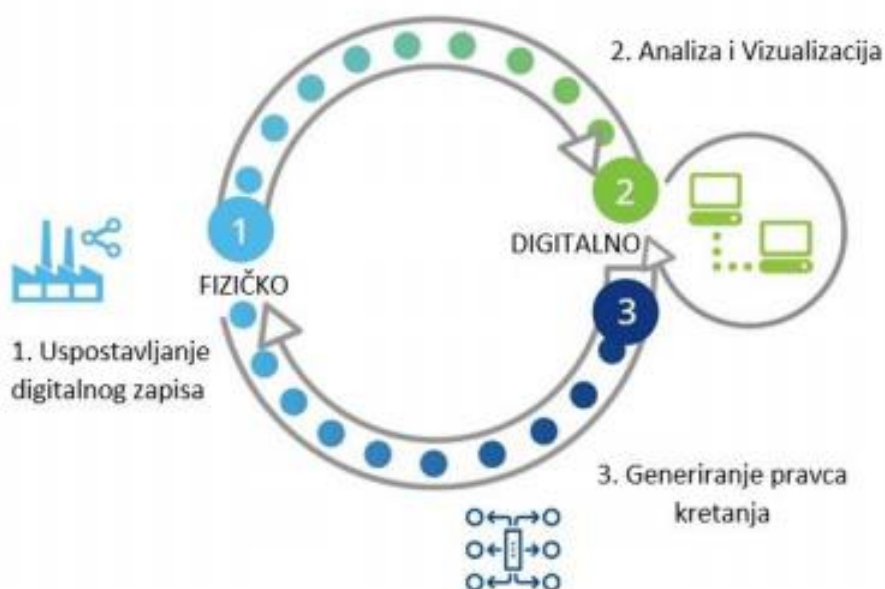 2. Analiza i Vizualizacija
2
1
DIGITALNO
FIZIČKO
3
1. Uspostavljanje
digitalnog zapisa
3. Generiranje pravca
kretanja